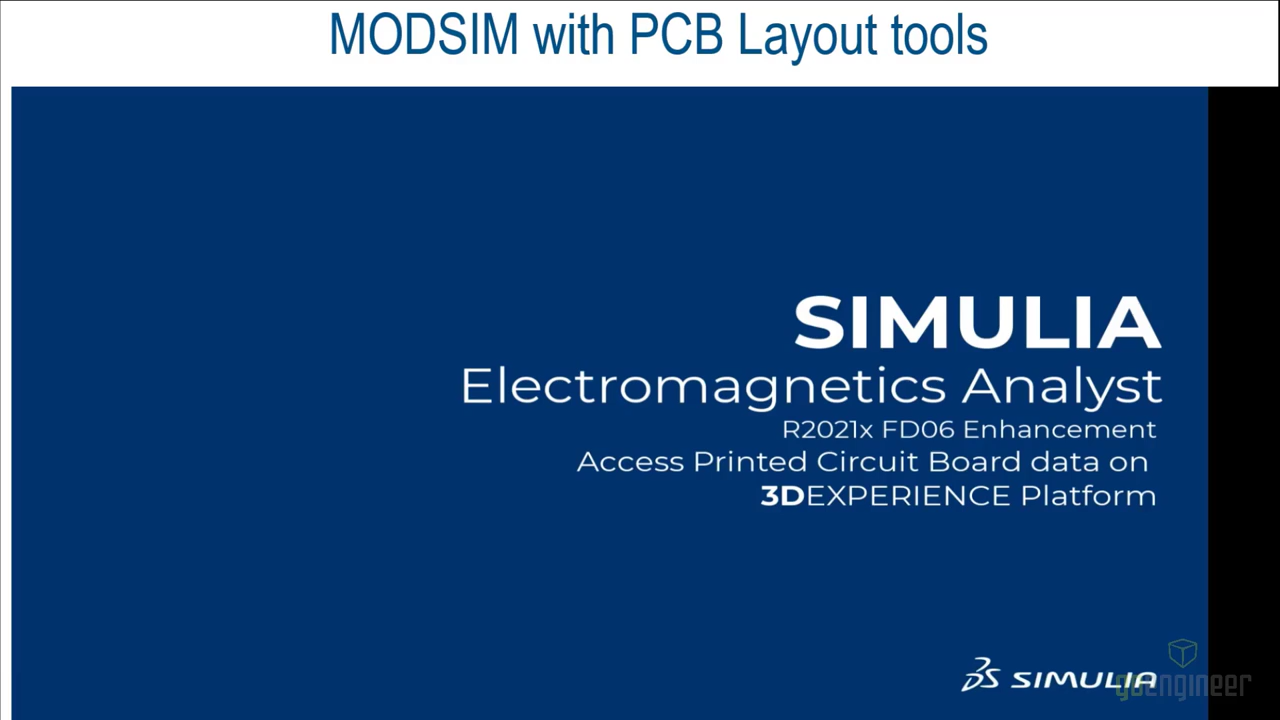 MODSIM with PCB Layout tools
SIMULIA
Electromagnetics Analyst
R2021x FD06 Enhancement
Access Printed Circuit Board data on
3DEXPERIENCE Platform
3DS SIMULIA
goengineer